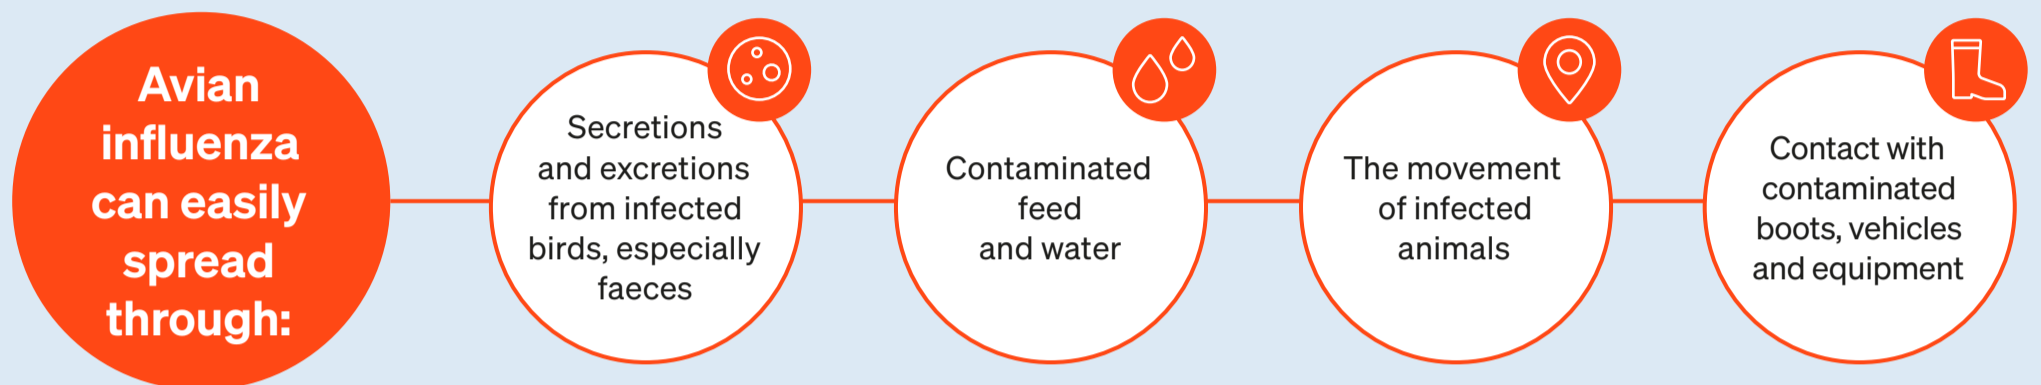 Avian
influenza
can easily
spread
through:
Secretions
and excretions
from infected
birds, especially
faeces
Contaminated
feed
and water
The movement
of infected
animals
Contact with
contaminated
boots, vehicles
and equipment